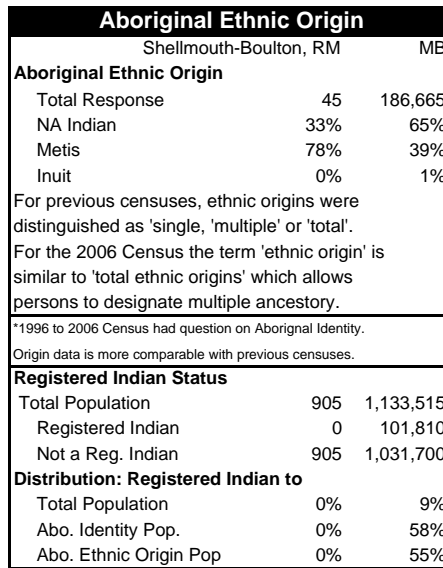 Aboriginal Ethnic Origin
Shellmouth-Boulton, RM MB
Aboriginal Ethnic Origin
Total Response 45 186,665
NA Indian 33% 65%
Metis 78% 39%
Inuit 0% 1%
For previous censuses, ethnic origins were
distinguished as 'single, 'multiple' or 'total'.
For the 2006 Census the term 'ethnic origin' is
similar to 'total ethnic origins' which allows
persons to designate multiple ancestory.
*1996 to 2006 Census had question on Aborignal Identity.
Origin data is more comparable with previous censuses.
Registered Indian Status
Total Population 905 1,133,515
Registered Indian 0 101,810
Not a Reg. Indian 905 1,031,700
Distribution: Registered Indian to
Total Population 0% 9%
Abo. Identity Pop. 0% 58%
Abo. Ethnic Origin Pop 0% 55%